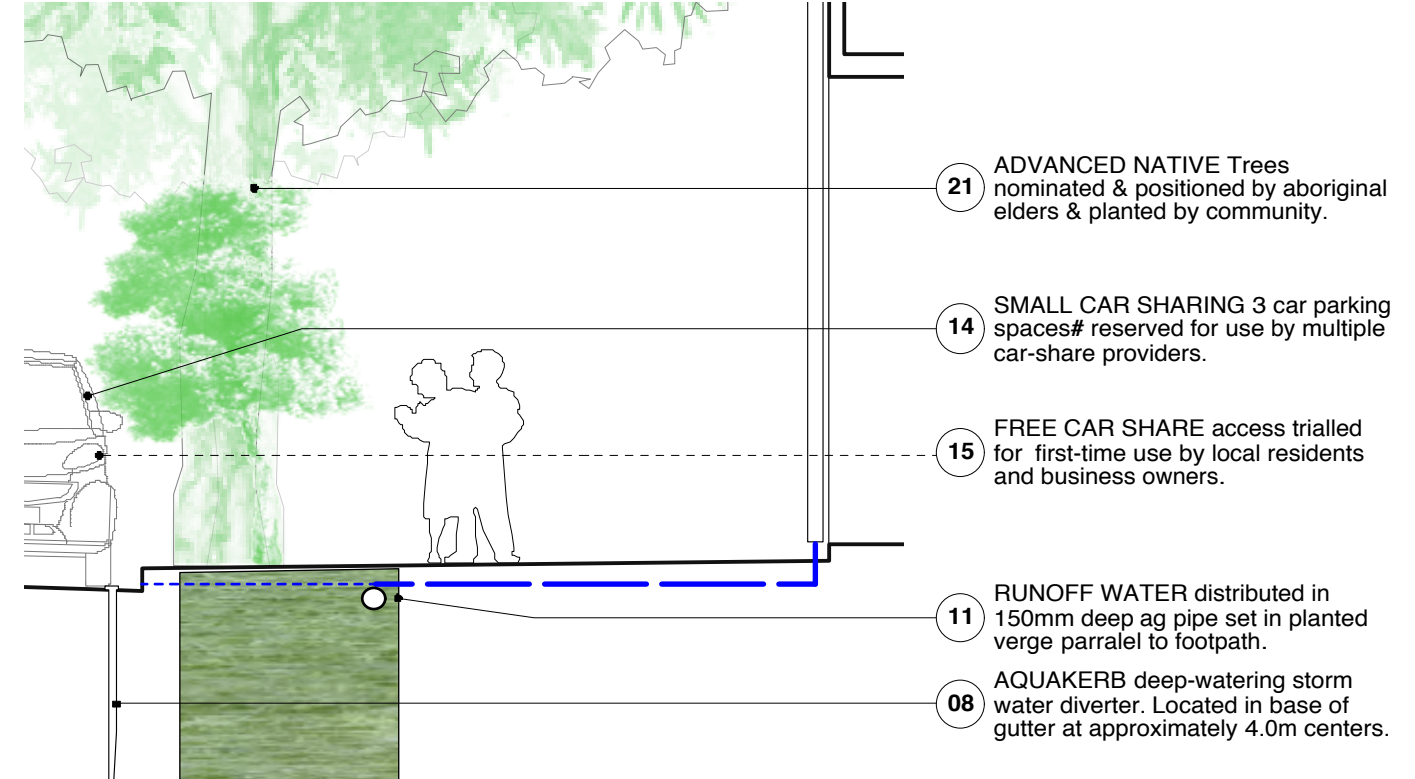 21
ADVANCED NATIVE Trees
nominated & positioned by aboriginal
elders & planted by community.
14
SMALL CAR SHARING 3 car parking
spaces# reserved for use by multiple
car-share providers.
15
FREE CAR SHARE access trialled
for first-time use by local residents
and business owners.
11
RUNOFF WATER distributed in
150mm deep ag pipe set in planted
verge parralel to footpath.
08
AQUAKERB deep-watering storm
water diverter. Located in base of
gutter at approximately 4.0m centers.